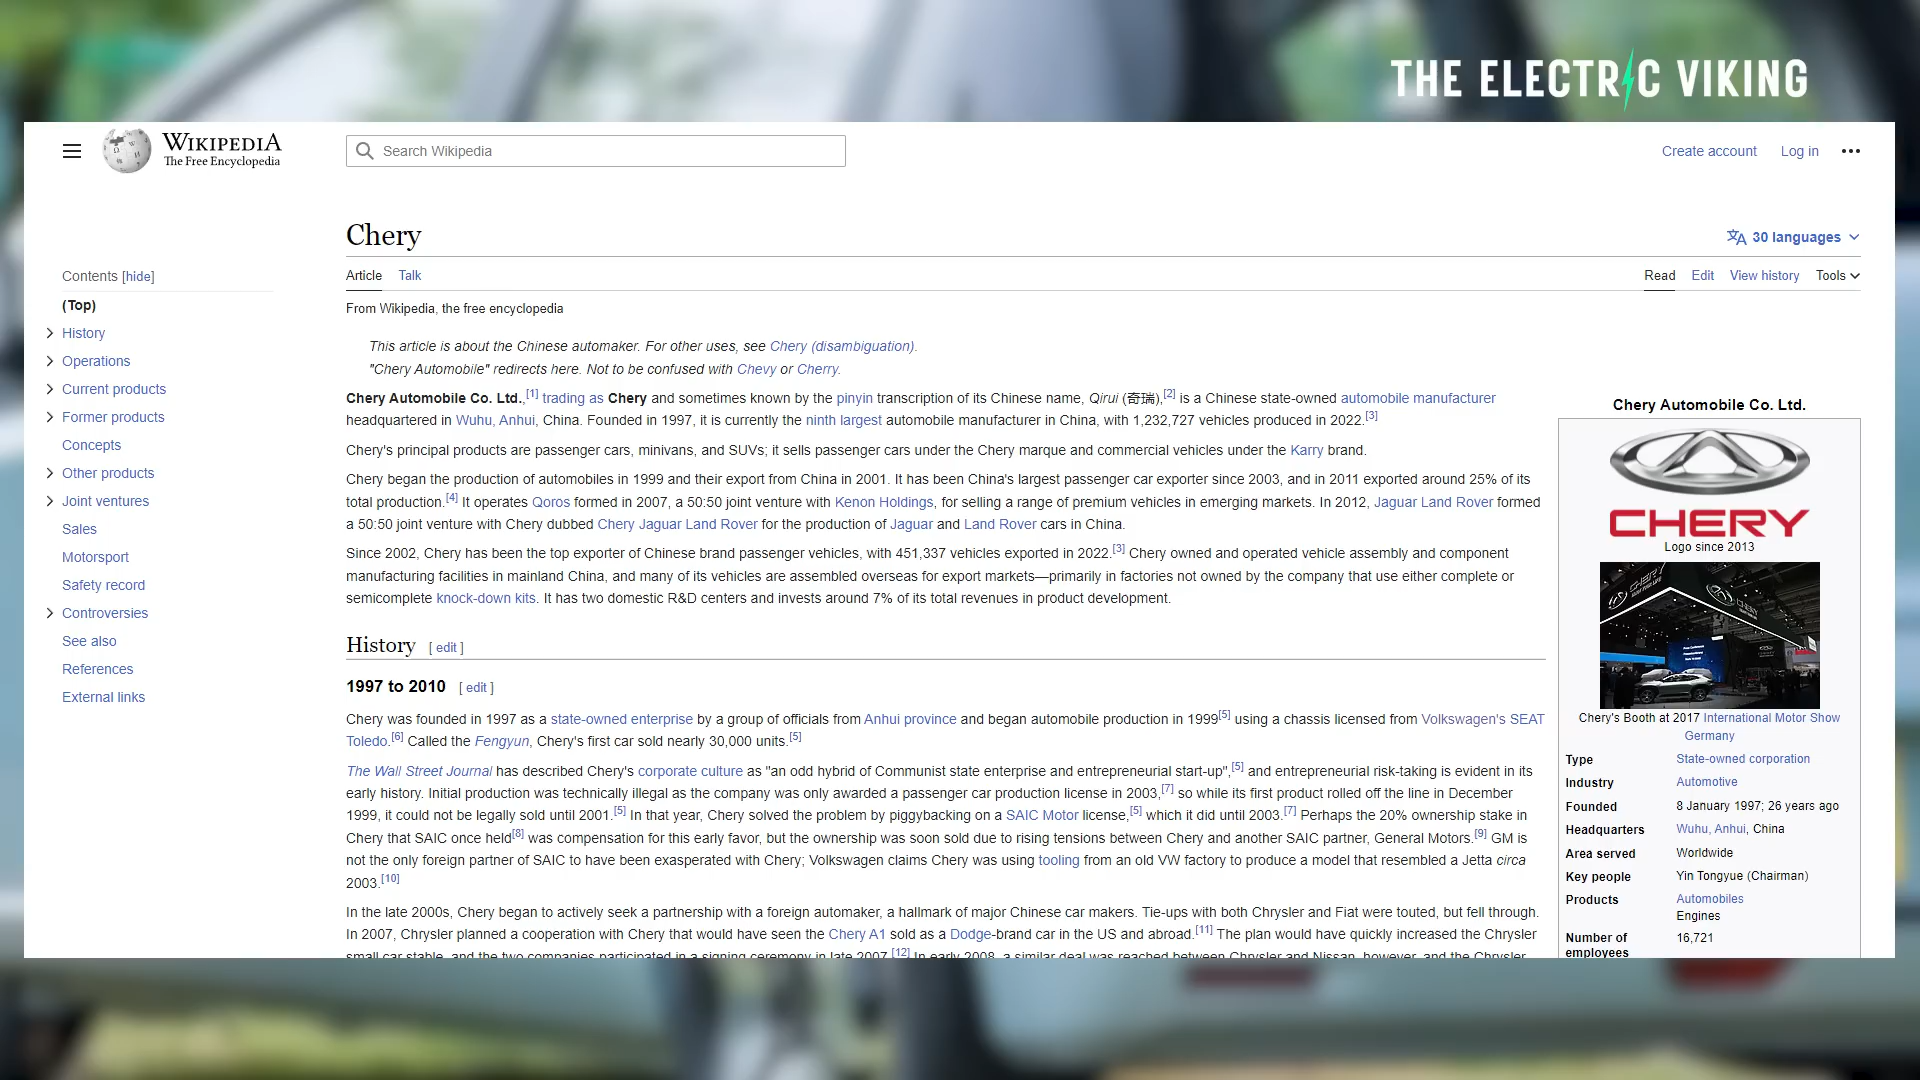 THE ELECTRIC VIKING
WIKIPEDIA
The Free Encyclopedia
Search Wikipedia
Create account
Log in
Chery
30 languages
Contents [hide]
(Top)
History
Operations
Current products
Former products
Concepts
Other products
Joint ventures
Sales
Motorsport
Safety record
Controversies
See also
References
External links
Article
Talk
Read
Edit
View history
Tools
From Wikipedia, the free encyclopedia
This article is about the Chinese automaker. For other uses, see Chery (disambiguation).
"Chery Automobile" redirects here. Not to be confused with Chevy or Cherry.
Chery Automobile Co. Ltd.,[1] trading as Chery and sometimes known by the pinyin transcription of its Chinese name, Qirui (奇瑞),[2] is a Chinese state-owned automobile manufacturer
headquartered in Wuhu, Anhui, China. Founded in 1997, it is currently the ninth largest automobile manufacturer in China, with 1,232,727 vehicles produced in 2022.[3]
Chery's principal products are passenger cars, minivans, and SUVs; it sells passenger cars under the Chery marque and commercial vehicles under the Karry brand.
Chery began the production of automobiles in 1999 and their export from China in 2001. It has been China's largest passenger car exporter since 2003, and in 2011 exported around 25% of its
total production.[4] It operates Qoros formed in 2007, a 50:50 joint venture with Kenon Holdings, for selling a range of premium vehicles in emerging markets. In 2012, Jaguar Land Rover formed
a 50:50 joint venture with Chery dubbed Chery Jaguar Land Rover for the production of Jaguar and Land Rover cars in China.
Since 2002, Chery has been the top exporter of Chinese brand passenger vehicles, with 451,337 vehicles exported in 2022.[3] Chery owned and operated vehicle assembly and component
manufacturing facilities in mainland China, and many of its vehicles are assembled overseas for export markets—primarily in factories not owned by the company that use either complete or
semicomplete knock-down kits. It has two domestic R&D centers and invests around 7% of its total revenues in product development.
History [ edit ]
1997 to 2010 [ edit ]
Chery was founded in 1997 as a state-owned enterprise by a group of officials from Anhui province and began automobile production in 1999[5] using a chassis licensed from Volkswagen's SEAT
Toledo.[6] Called the Fengyun, Chery's first car sold nearly 30,000 units.[5]
The Wall Street Journal has described Chery's corporate culture as "an odd hybrid of Communist state enterprise and entrepreneurial start-up",[5] and entrepreneurial risk-taking is evident in its
early history. Initial production was technically illegal as the company was only awarded a passenger car production license in 2003,[7] so while its first product rolled off the line in December
1999, it could not be legally sold until 2001.[5] In that year, Chery solved the problem by piggybacking on a SAIC Motor license,[5] which it did until 2003.[7] Perhaps the 20% ownership stake in
Chery that SAIC once held[8] was compensation for this early favor, but the ownership was soon sold due to rising tensions between Chery and another SAIC partner, General Motors.[9] GM is
not the only foreign partner of SAIC to have been exasperated with Chery; Volkswagen claims Chery was using tooling from an old VW factory to produce a model that resembled a Jetta circa
2003.[10]
In the late 2000s, Chery began to actively seek a partnership with a foreign automaker, a hallmark of major Chinese car makers. Tie-ups with both Chrysler and Fiat were touted, but fell through.
In 2007, Chrysler planned a cooperation with Chery that would have seen the Chery A1 sold as a Dodge-brand car in the US and abroad.[11] The plan would have quickly increased the Chrysler
small car stable, and the two companies participated in a signing ceremony in late 2007.[12] In early 2008, a similar deal was reached between Chrysler and Nissan, however, and the Chrysler
Chery Automobile Co. Ltd.
CHERY
Logo since 2013
Chery's Booth at 2017 International Motor Show
Germany
Type State-owned corporation
Industry Automotive
Founded 8 January 1997; 26 years ago
Headquarters Wuhu, Anhui, China
Area served Worldwide
Key people Yin Tongyue (Chairman)
Products Automobiles
Engines
Number of 16,721
employees